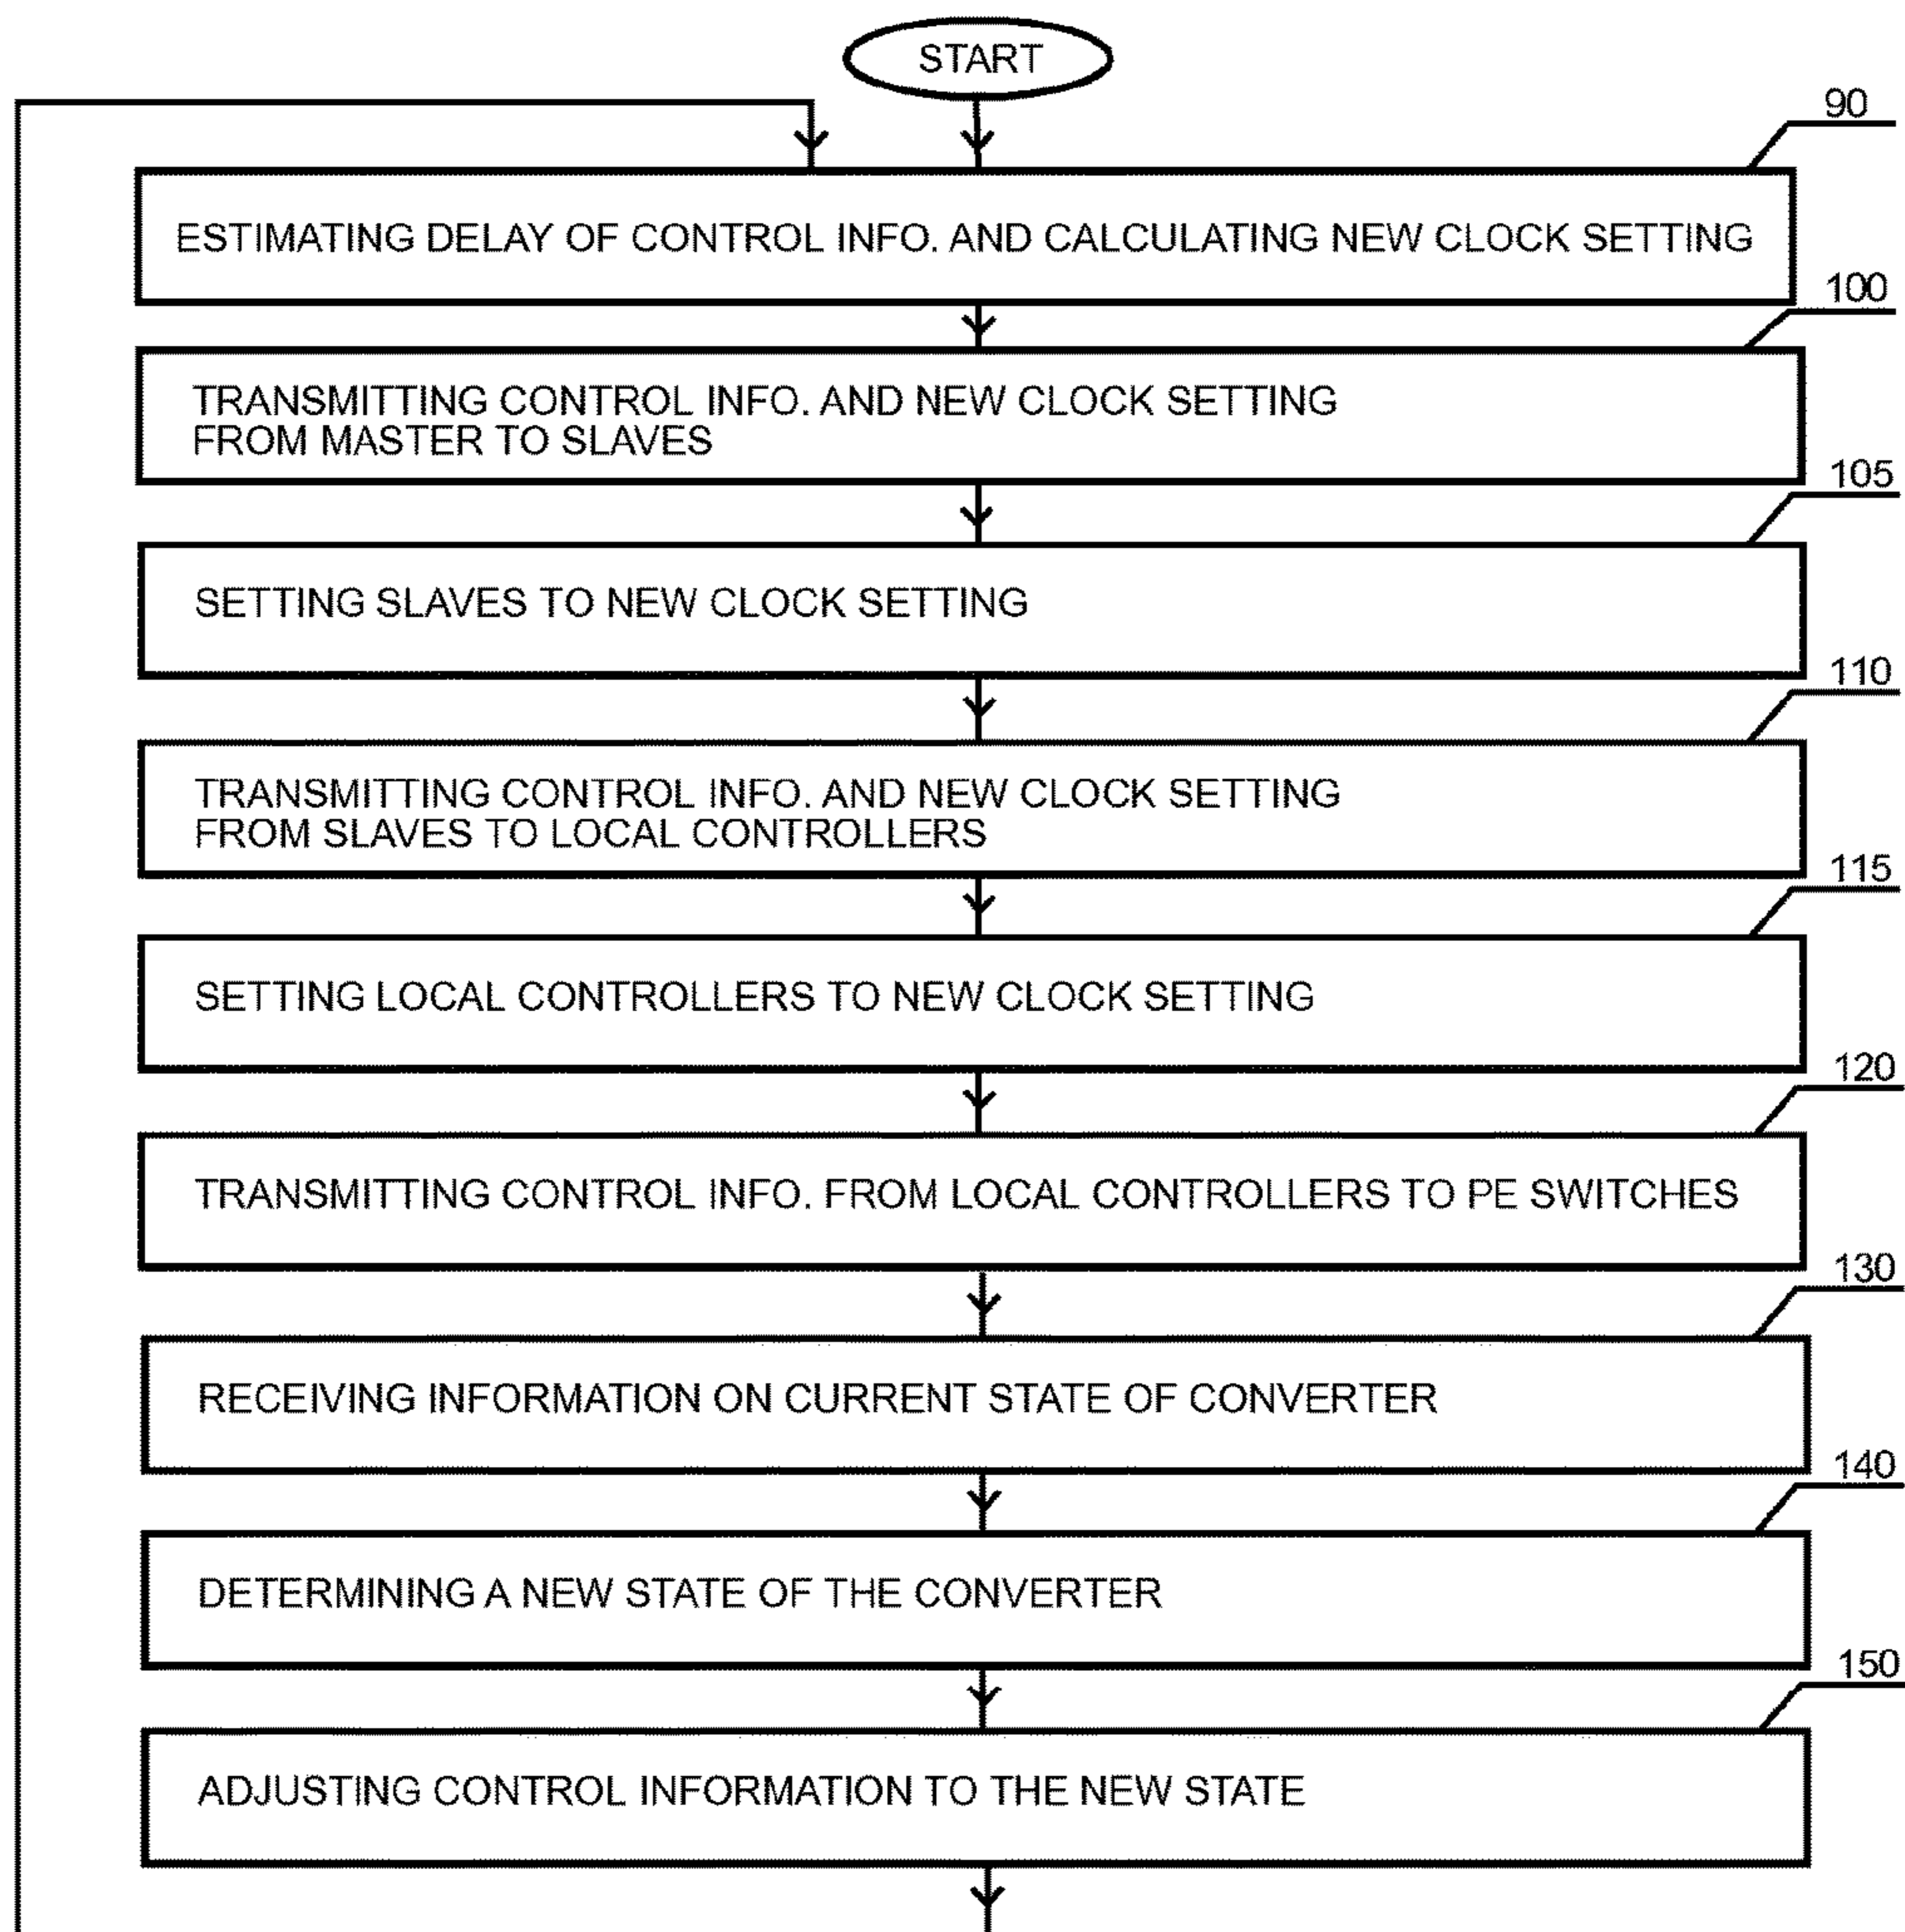 START
90
ESTIMATING DELAY OF CONTROL INFO. AND CALCULATING NEW CLOCK SETTING
100
TRANSMITTING CONTROL INFO. AND NEW CLOCK SETTING
FROM MASTER TO SLAVES
105
SETTING SLAVES TO NEW CLOCK SETTING
110
TRANSMITTING CONTROL INFO. AND NEW CLOCK SETTING
FROM SLAVES TO LOCAL CONTROLLERS
115
SETTING LOCAL CONTROLLERS TO NEW CLOCK SETTING
120
TRANSMITTING CONTROL INFO. FROM LOCAL CONTROLLERS TO PE SWITCHES
130
RECEIVING INFORMATION ON CURRENT STATE OF CONVERTER
140
DETERMINING A NEW STATE OF THE CONVERTER
150
ADJUSTING CONTROL INFORMATION TO THE NEW STATE